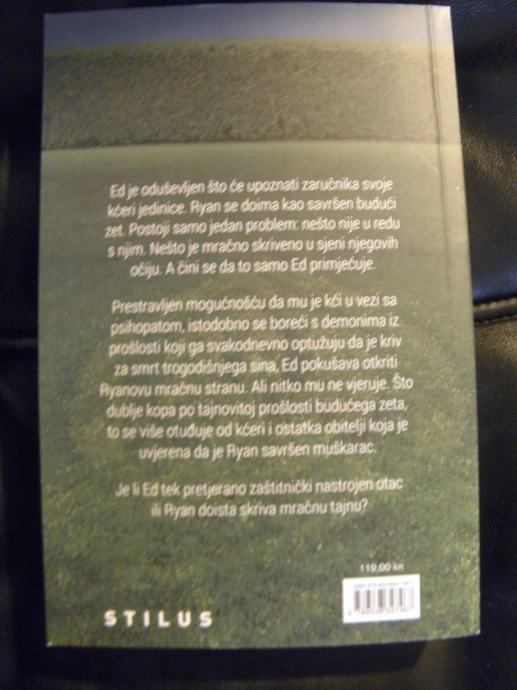 Ed je oduševljen što će upoznati zaručnika svoje
kćeri jedinice. Ryan se doima kao savršen budući
zet. Postoji samo jedan problem: nešto nije u redu
s njim. Nešto je mračno skriveno u sjeni njegovih
očiju. A čini se da to samo Ed primjećuje.
Prestravljen mogućnošću da mu je kći u vezi sa
psihopatom, istodobno se boreći s demonima iz
prošlosti koji ga svakodnevno optužuju da je kriv
za smrt trogodišnjega sina, Ed pokušava otkriti
Ryanovu mračnu stranu. Ali nitko mu ne vjeruje. Što
dublje kopa po tajnovitoj prošlosti budućega zeta,
to se više otuđuje od kćeri i ostatka obitelji koja je
uvjerena da je Ryan savršen muškarac.
Je li Ed tek pretjerano zaštitnički nastrojen otac
ili Ryan doista skriva mračnu tajnu?
119,00 kn
STILUS